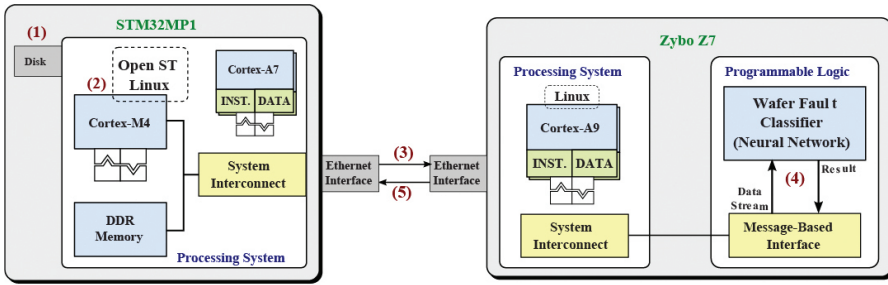 STM32MP1
(1)
Disk
Open ST
Linux
(2)
Cortex-M4
Cortex-A7
INST. DATA
System
Interconnect
DDR
Memory
Processing System
Ethernet
Interface
(3)
(5)
Ethernet
Interface
Zybo Z7
Processing System
Linux
Cortex-A9
INST. DATA
System
Interconnect
Programmable Logic
Wafer Faul t
Classifier
(Neural Network)
(4)
Result
Data
Stream
Message-Based
Interface